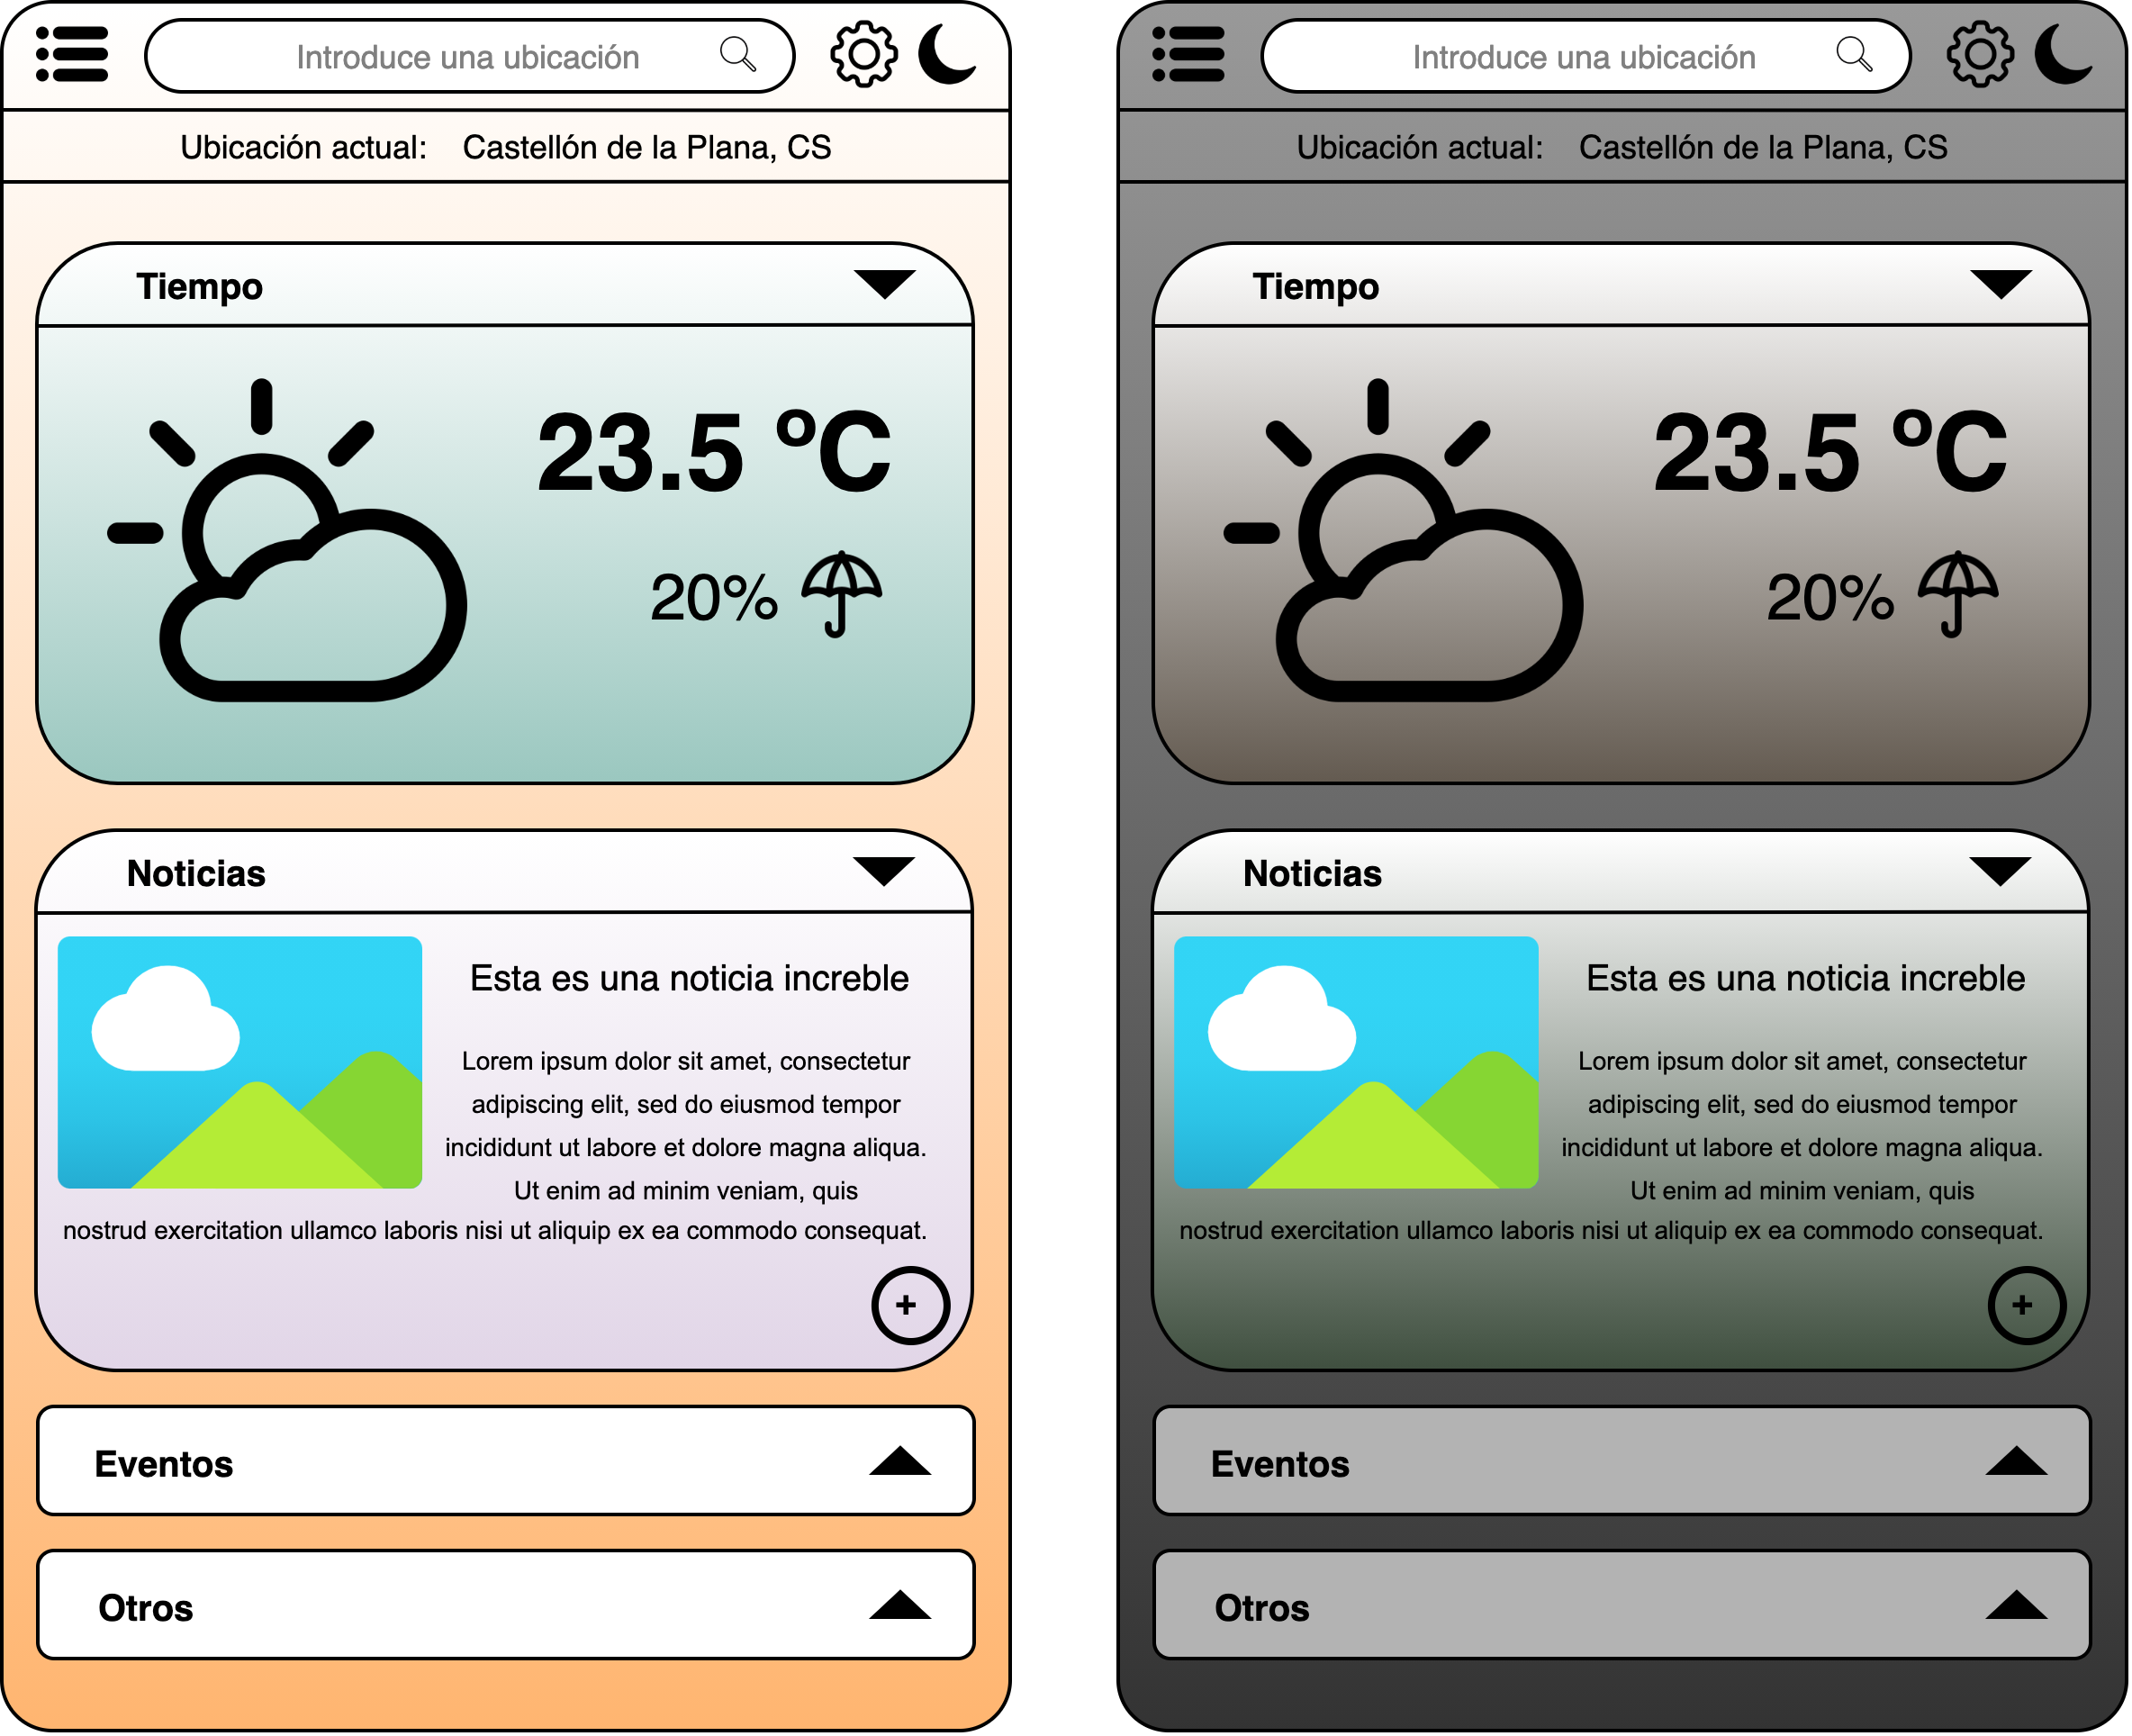 Introduce una ubicación
Ubicación actual: Castellón de la Plana, CS
Tiempo
23.5 ºC
20%
Noticias
Esta es una noticia increble
Lorem ipsum dolor sit amet, consectetur
adipiscing elit, sed do eiusmod tempor
incididunt ut labore et dolore magna aliqua.
Ut enim ad minim veniam, quis
nostrud exercitation ullamco laboris nisi ut aliquip ex ea commodo consequat.
+
Eventos
Otros
Introduce una ubicación
Ubicación actual: Castellón de la Plana, CS
Tiempo
23.5 ºC
20%
Noticias
Esta es una noticia increble
Lorem ipsum dolor sit amet, consectetur
adipiscing elit, sed do eiusmod tempor
incididunt ut labore et dolore magna aliqua.
Ut enim ad minim veniam, quis
nostrud exercitation ullamco laboris nisi ut aliquip ex ea commodo consequat.
+
Eventos
Otros